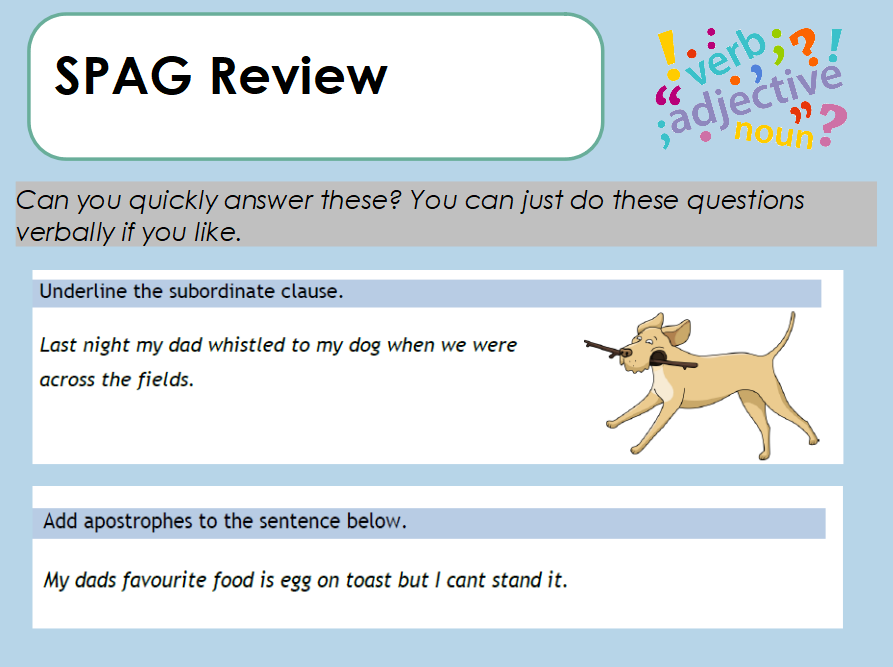 SPAG Review
! verb ; ? !
“ adjective ”
; noun ?
Can you quickly answer these? You can just do these questions
verbally if you like.
Underline the subordinate clause.
Last night my dad whistled to my dog when we were
across the fields.
Add apostrophes to the sentence below.
My dads favourite food is egg on toast but I cant stand it.